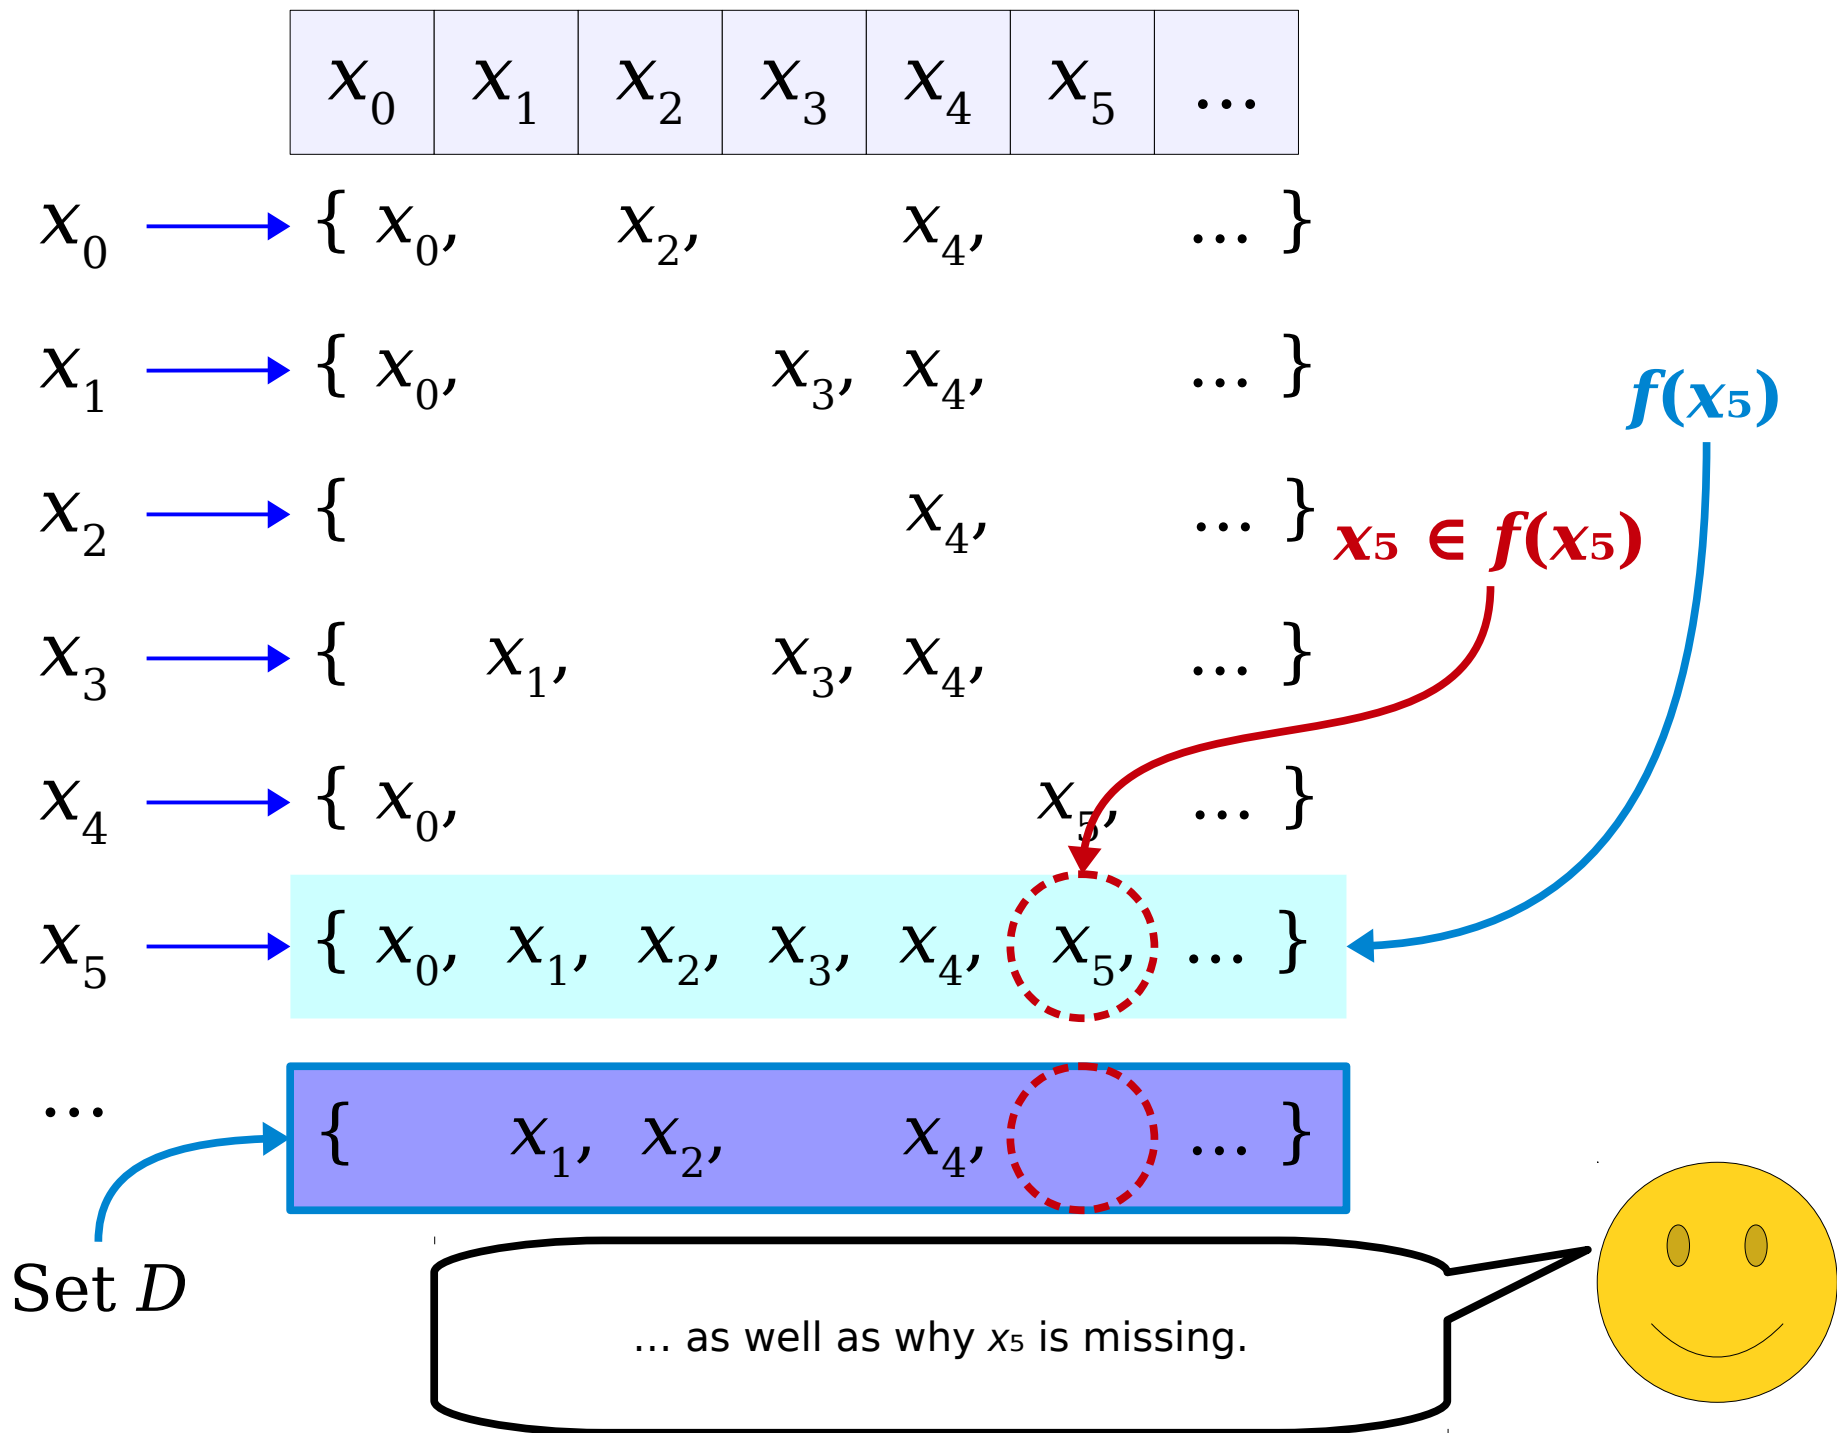 x₀ x₁ x₂ x₃ x₄ x₅ ...
x₀ { x₀, x₂, x₄, ... }
x₁ { x₀, x₃, x₄, ... }
f(x₅)
x₂ { x₄, ... }
x₅ ∈ f(x₅)
x₃ { x₁, x₃, x₄, ... }
x₄ { x₀, x₅, ... }
x₅ { x₀, x₁, x₂, x₃, x₄, x₅, ... }
...
{ x₁, x₂, x₄, ... }
Set D
... as well as why x₅ is missing.